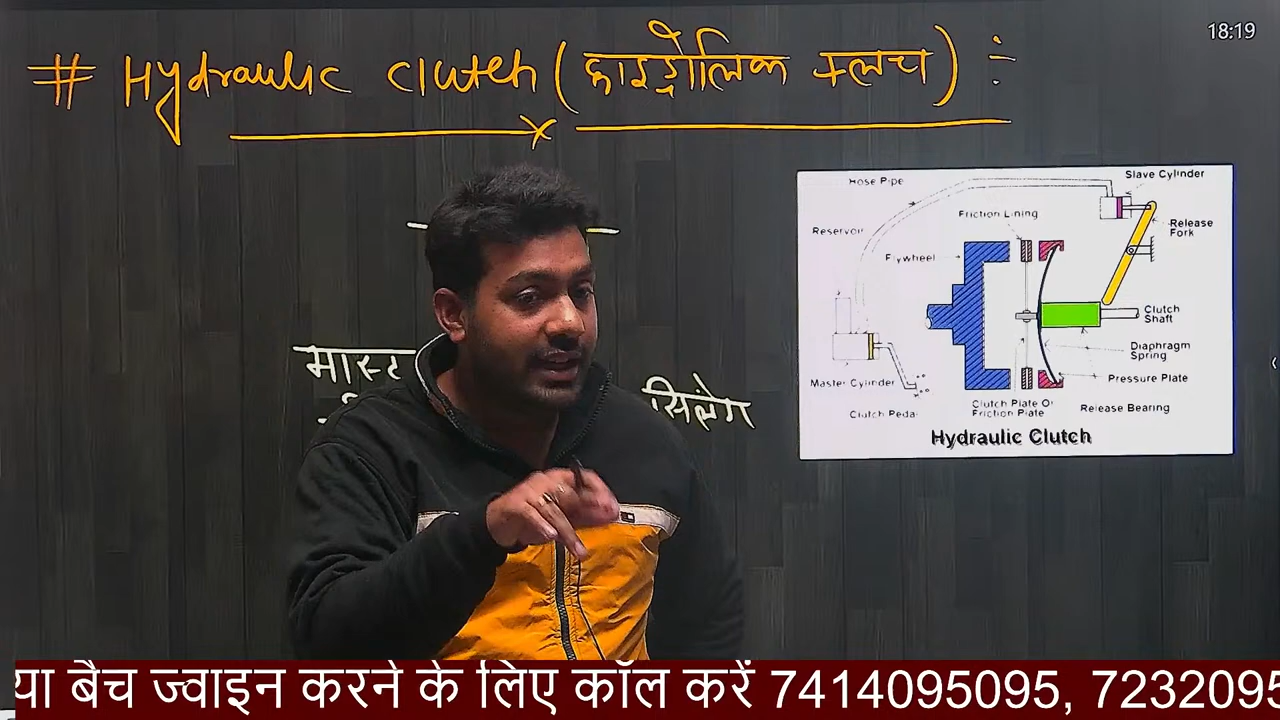 18:19
# Hydraulic clutch (हाइड्रोलिक क्लच) :-
मास्ट
सिलेंग
Hose Pipe
Slave Cylinder
Friction Lining
Release
Fork
Reservoir
Flywheel
Clutch
Shaft
Diaphragm
Spring
Master Cylinder
Pressure Plate
Clutch Plate Or
Friction Plate
Release Bearing
Clutch Pedal
Hydraulic Clutch
या बैच ज्वाइन करने के लिए कॉल करें 7414095095, 7232095